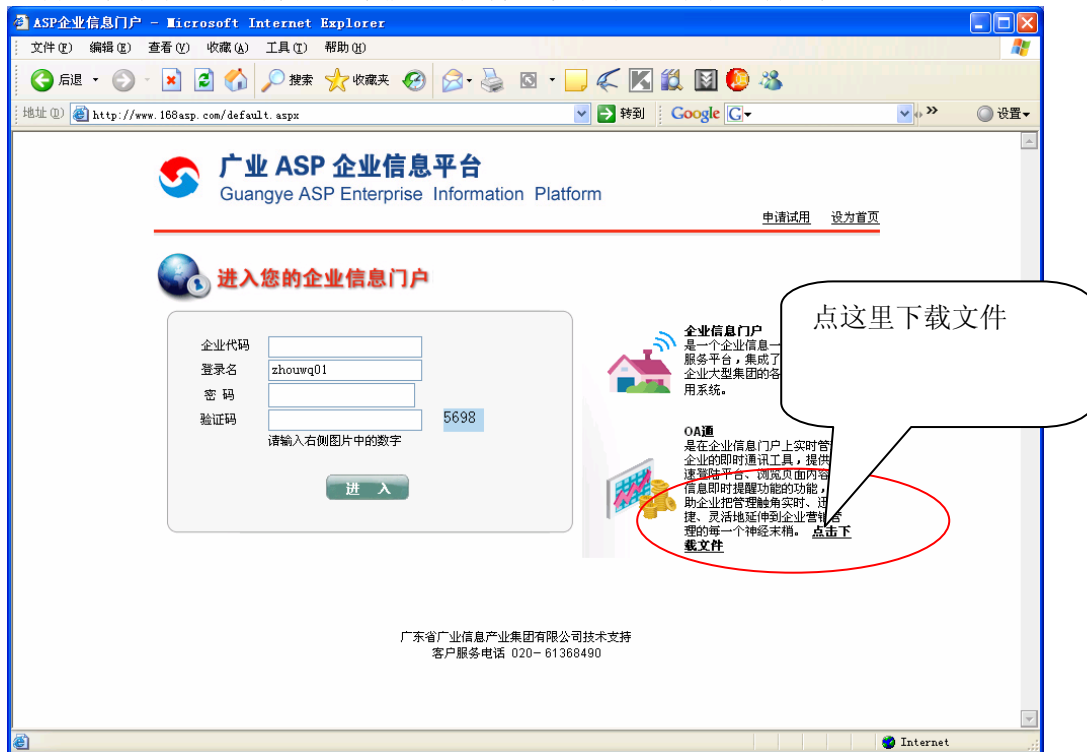 ASP企业信息门户 - Microsoft Internet Explorer
文件(F) 编辑(E) 查看(V) 收藏(A) 工具(T) 帮助(H)
后退 搜索 收藏夹
地址(D) http://www.168asp.com/default.aspx 转到 Google G 设置
广业 ASP 企业信息平台
Guangye ASP Enterprise Information Platform
申请试用 设为首页
进入您的企业信息门户
点这里下载文件
企业代码
登录名 zhouwq01
密 码
验证码 5698
请输入右侧图片中的数字
进 入
企业信息门户
是一个企业信息一
服务平台，集成了
企业大型集团的各
用系统。
OA通
是在企业信息门户上实时管
企业的即时通讯工具，提供
速登陆平台、浏览页面内容
信息即时提醒功能的功能，
助企业把管理触角实时、迅
捷、灵活地延伸到企业营销管
理的每一个神经末梢。 点击下
载文件
广东省广业信息产业集团有限公司技术支持
客户服务电话 020-61368490
Internet